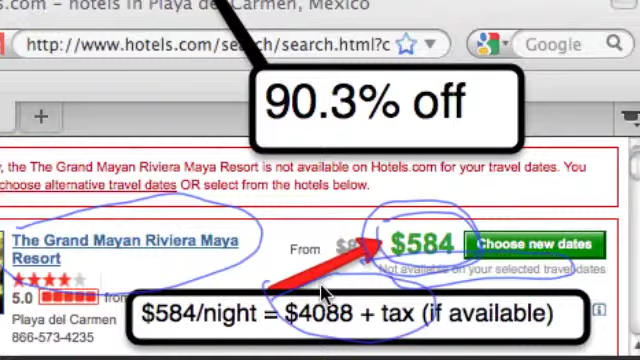 .com – hotels in Playa del Carmen, Mexico
http://www.hotels.com/search/search.html?c
Google
90.3% off
the The Grand Mayan Riviera Maya Resort is not available on Hotels.com for your travel dates. You
choose alternative travel dates OR select from the hotels below.
The Grand Mayan Riviera Maya
Resort
From
$584
Choose new dates
Not available on your selected travel dates
5.0
from
Playa del Carmen
866-573-4235
$584/night = $4088 + tax (if available)